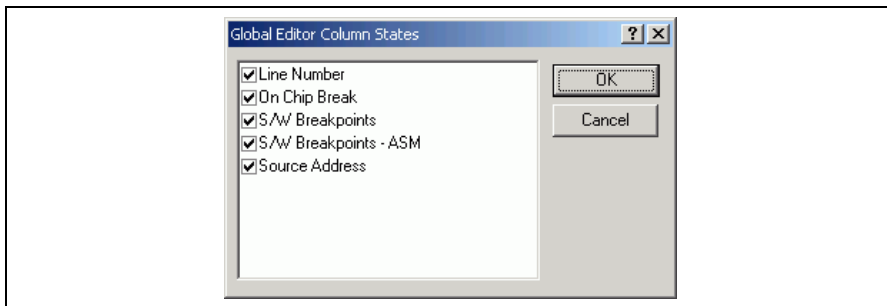 Global Editor Column States
Line Number
On Chip Break
S/W Breakpoints
S/W Breakpoints - ASM
Source Address
OK
Cancel